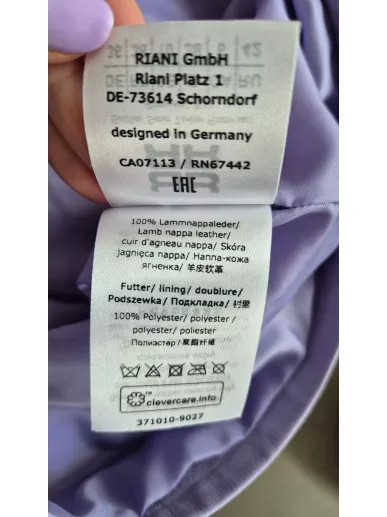 RIANI GmbH
Riani Platz 1
DE-73614 Schorndorf
designed in Germany
CA07113 / RN67442
EAC
100% Lammnappaleder/
Lamb nappa leather/
cuir d'agneau nappa/ Skóra
jagnięca nappa/ Наппа-кожа
ягненка/ 羊皮软革
Futter/ lining/ doublure/
Podszewka/ Подкладка/ 衬里
100% Polyester/ polyester /
polyester/ poliester/
Полиэстер/ 聚酯纤维
clevercare.info
371010-9027